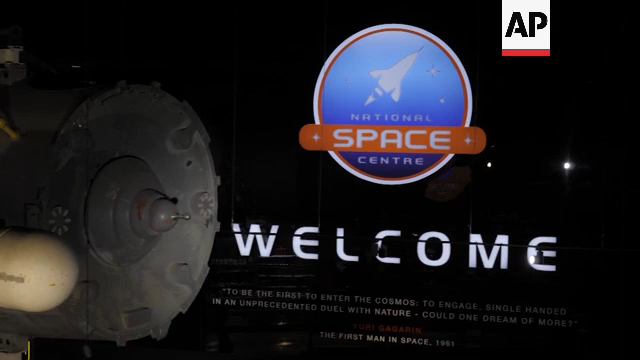 AP
NATIONAL
SPACE
CENTRE
WELCOME
"TO BE THE FIRST TO ENTER THE COSMOS: TO ENGAGE, SINGLE HANDED
IN AN UNPRECEDENTED DUEL WITH NATURE - COULD ONE DREAM OF MORE?"
YURI GAGARIN
THE FIRST MAN IN SPACE, 1961